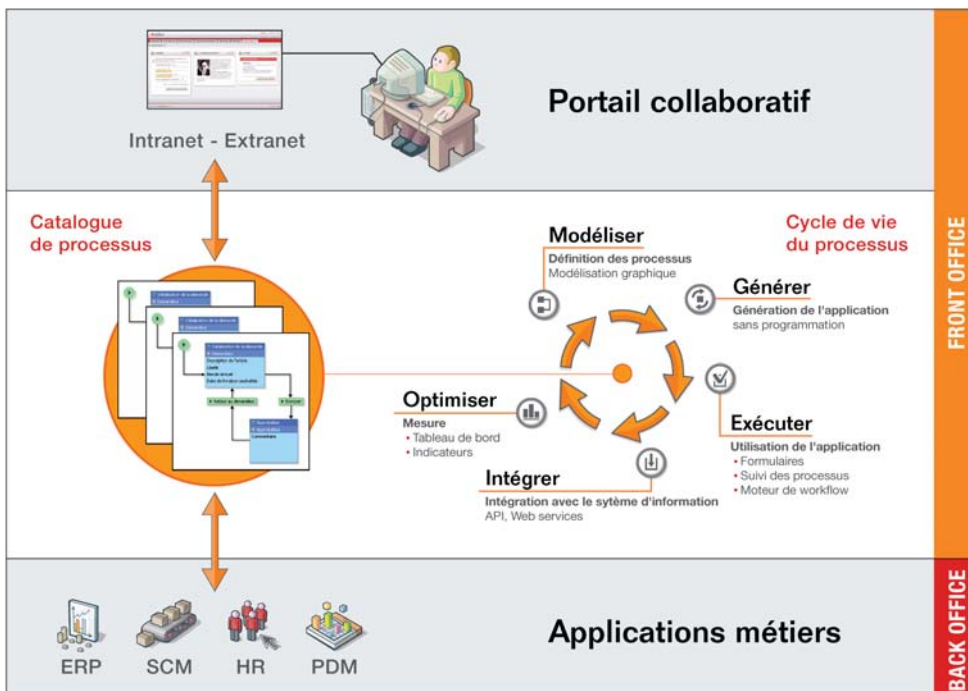 Portail collaboratif
Intranet - Extranet
Catalogue
de processus
Cycle de vie
du processus
Modéliser
Définition des processus
Modélisation graphique
Générer
Génération de l'application
sans programmation
Exécuter
Utilisation de l'application
• Formulaires
• Suivi des processus
• Moteur de workflow
Intégrer
Intégration avec le sytème d'information
API, Web services
Optimiser
Mesure
• Tableau de bord
• Indicateurs
Commentaire
FRONT OFFICE
Applications métiers
ERP
SCM
HR
PDM
BACK OFFICE